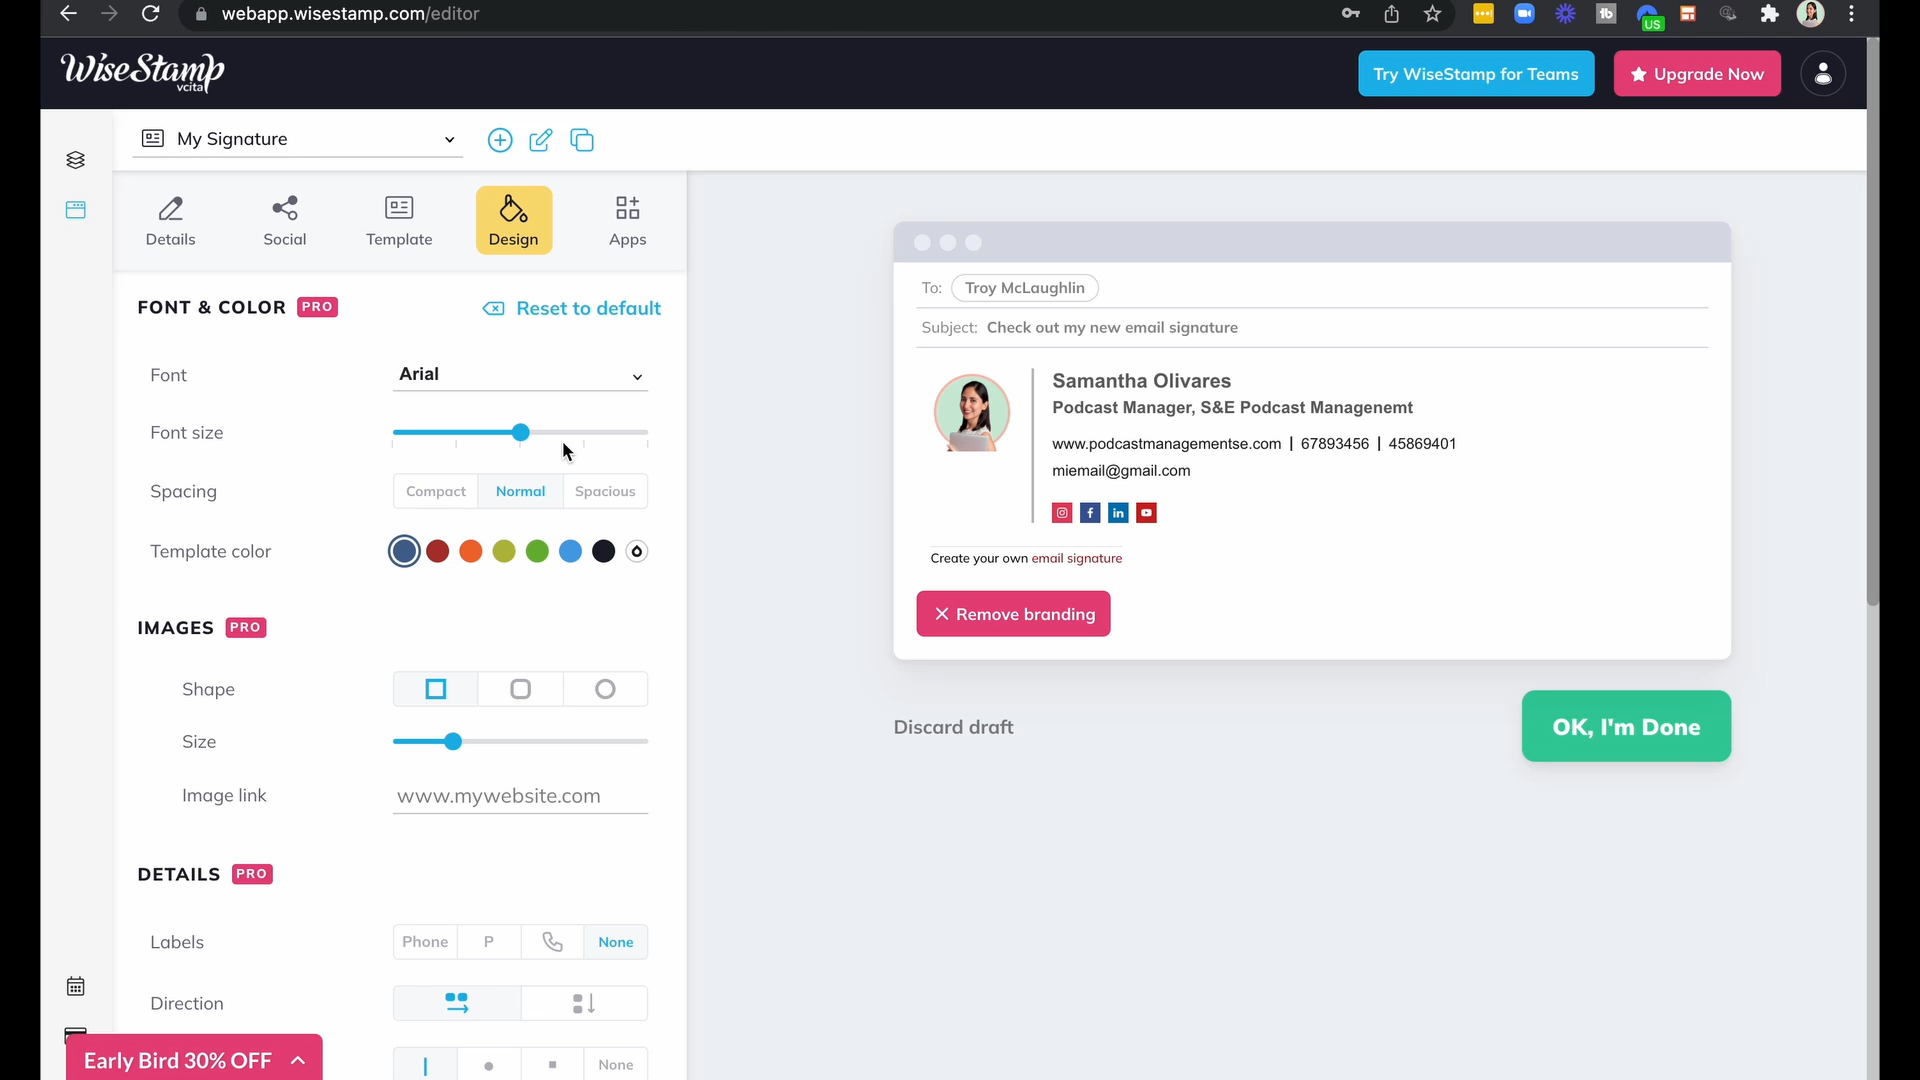 webapp.wisestamp.com/editor
US
WiseStamp
vcita
Try WiseStamp for Teams
Upgrade Now
My Signature
Details
Social
Template
Design
Apps
FONT & COLOR PRO
Reset to default
Font
Arial
Font size
Spacing
Compact
Normal
Spacious
Template color
IMAGES PRO
Shape
Size
Image link
www.mywebsite.com
DETAILS PRO
Labels
Phone
P
None
Direction
None
Early Bird 30% OFF
To: Troy McLaughlin
Subject: Check out my new email signature
Samantha Olivares
Podcast Manager, S&E Podcast Managenemt
www.podcastmanagementse.com | 67893456 | 45869401
miemail@gmail.com
Create your own email signature
Remove branding
Discard draft
OK, I'm Done